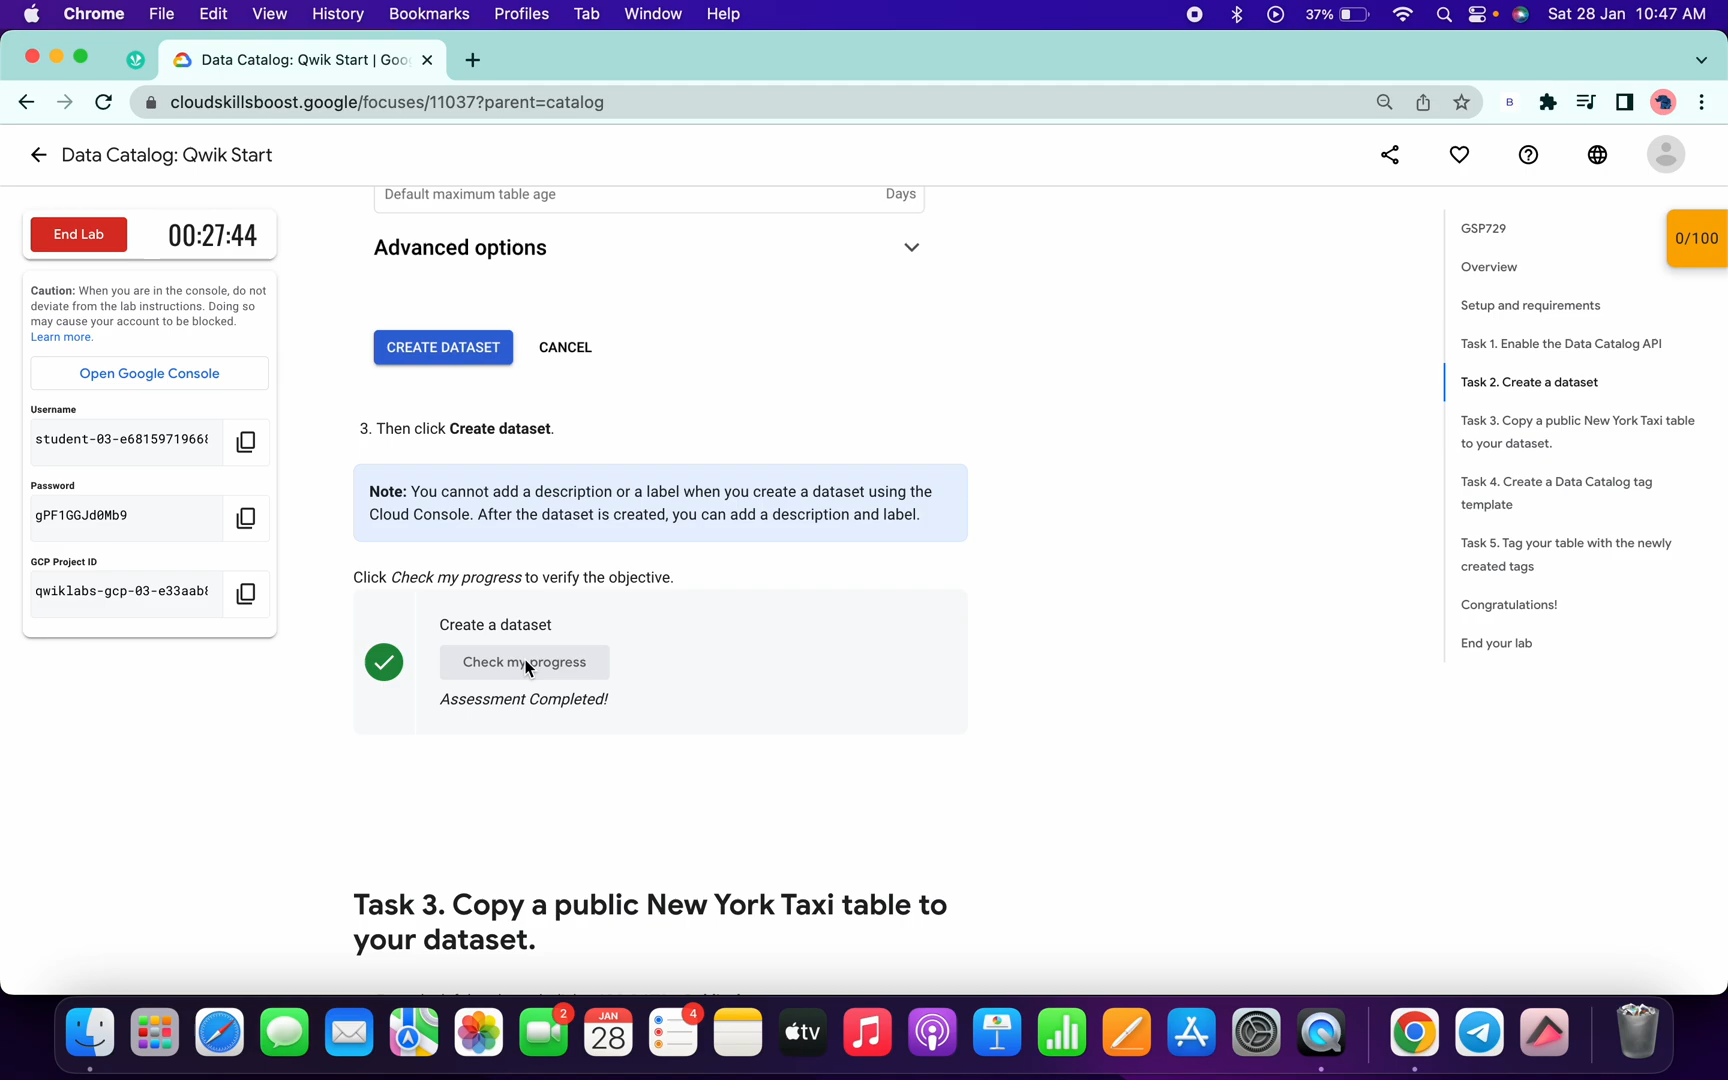 Chrome File Edit View History Bookmarks Profiles Tab Window Help 37% Sat 28 Jan 10:47 AM
Data Catalog: Qwik Start | Goo
cloudskillsboost.google/focuses/11037?parent=catalog
B
Data Catalog: Qwik Start
End Lab 00:27:44
Caution: When you are in the console, do not
deviate from the lab instructions. Doing so
may cause your account to be blocked.
Learn more.
Open Google Console
Username
student-03-e6815971966
Password
gPF1GGJd0Mb9
GCP Project ID
qwiklabs-gcp-03-e33aab
Default maximum table age Days
Advanced options
CREATE DATASET CANCEL
3. Then click Create dataset.
Note: You cannot add a description or a label when you create a dataset using the
Cloud Console. After the dataset is created, you can add a description and label.
Click Check my progress to verify the objective.
Create a dataset
Check my progress
Assessment Completed!
Task 3. Copy a public New York Taxi table to
your dataset.
GSP729
0/100
Overview
Setup and requirements
Task 1. Enable the Data Catalog API
Task 2. Create a dataset
Task 3. Copy a public New York Taxi table
to your dataset.
Task 4. Create a Data Catalog tag
template
Task 5. Tag your table with the newly
created tags
Congratulations!
End your lab
2
JAN
28
4
tv